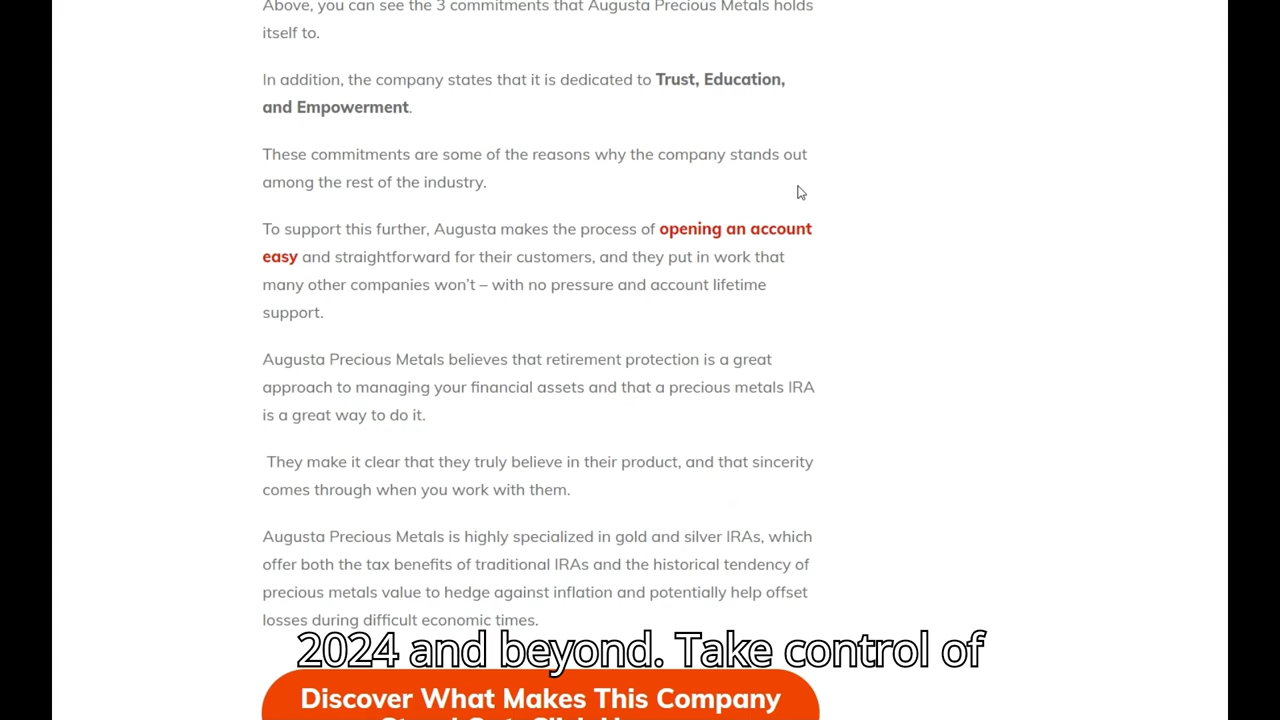 Above, you can see the 3 commitments that Augusta Precious Metals holds
itself to.
In addition, the company states that it is dedicated to Trust, Education,
and Empowerment.
These commitments are some of the reasons why the company stands out
among the rest of the industry.
To support this further, Augusta makes the process of opening an account
easy and straightforward for their customers, and they put in work that
many other companies won’t – with no pressure and account lifetime
support.
Augusta Precious Metals believes that retirement protection is a great
approach to managing your financial assets and that a precious metals IRA
is a great way to do it.
They make it clear that they truly believe in their product, and that sincerity
comes through when you work with them.
Augusta Precious Metals is highly specialized in gold and silver IRAs, which
offer both the tax benefits of traditional IRAs and the historical tendency of
precious metals value to hedge against inflation and potentially help offset
losses during difficult economic times.
2024 and beyond. Take control of
Discover What Makes This Company